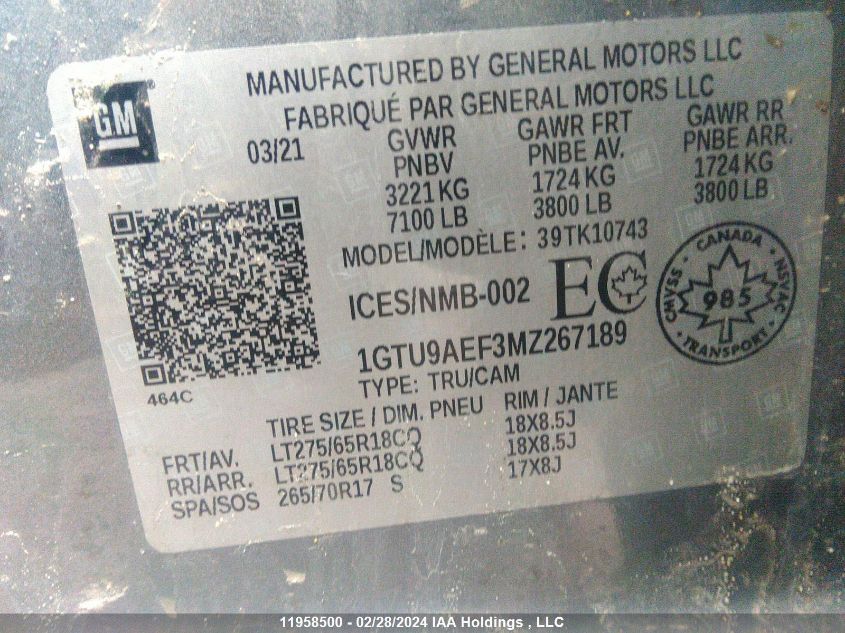 GM
MANUFACTURED BY GENERAL MOTORS LLC
FABRIQUÉ PAR GENERAL MOTORS LLC
03/21
GVWR GAWR FRT GAWR RR
PNBV PNBE AV. PNBE ARR.
3221 KG 1724 KG 1724 KG
7100 LB 3800 LB 3800 LB
MODEL/MODÈLE: 39TK10743
ICES/NMB-002 EC
CANADA
CMVSS NSVAC
985
TRANSPORT
1GTU9AEF3MZ267189
TYPE: TRU/CAM
464C
TIRE SIZE / DIM. PNEU RIM / JANTE
FRT/AV. LT275/65R18CQ 18X8.5J
RR/ARR. LT275/65R18CQ 18X8.5J
SPA/SOS 265/70R17 S 17X8J
11958500 - 02/28/2024 IAA Holdings , LLC